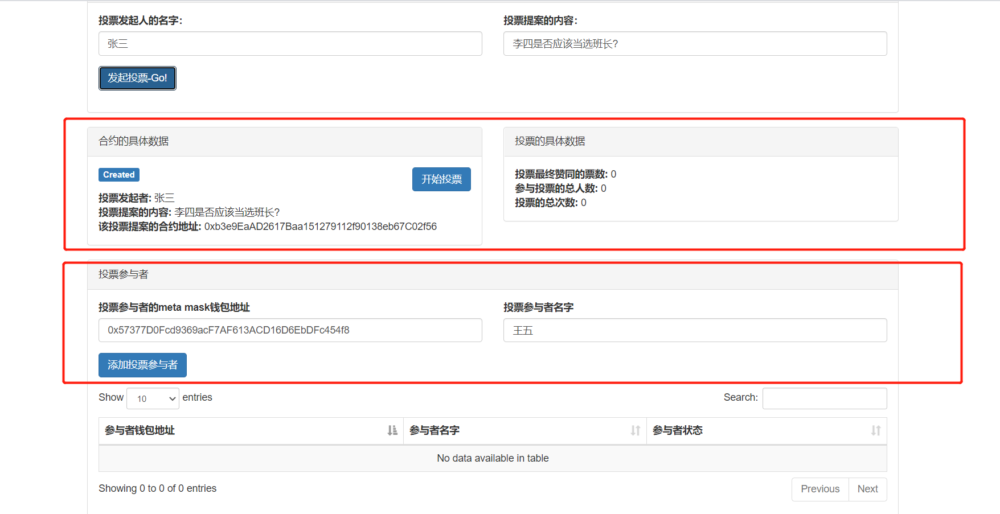 投票发起人的名字:
投票提案的内容:
张三
李四是否应该当选班长?
发起投票-Go!
合约的具体数据
投票的具体数据
Created
开始投票
投票发起者: 张三
投票提案的内容: 李四是否应该当选班长?
该投票提案的合约地址: 0xb3e9EaAD2617Baa151279112f90138eb67C02f56
投票最终赞同的票数: 0
参与投票的总人数: 0
投票的总次数: 0
投票参与者
投票参与者的meta mask钱包地址
投票参与者名字
0x57377D0Fcd9369acF7AF613ACD16D6EbDFc454f8
王五
添加投票参与者
Show 10 entries
Search:
参与者钱包地址 参与者名字 参与者状态
No data available in table
Showing 0 to 0 of 0 entries
Previous Next